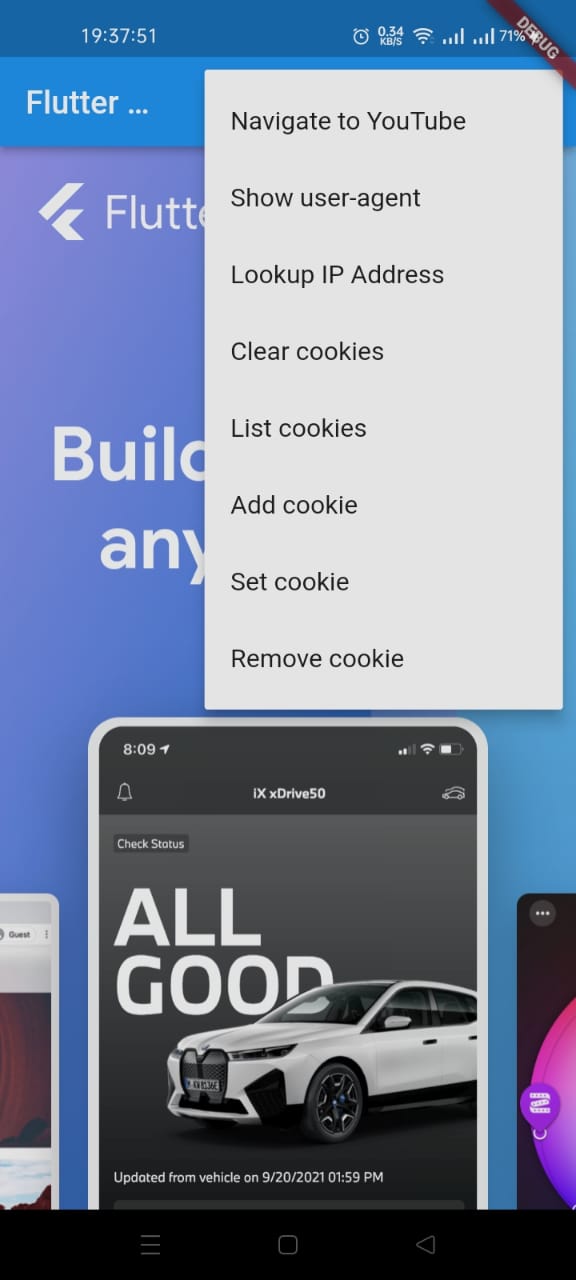 19:37:51
0.34
KB/S
71%
DEBUG
Flutter ...
Navigate to YouTube
Show user-agent
Lookup IP Address
Clear cookies
List cookies
Add cookie
Set cookie
Remove cookie
Flutte
Build
any
8:09
iX xDrive50
Check Status
ALL
GOOD
Updated from vehicle on 9/20/2021 01:59 PM
Guest